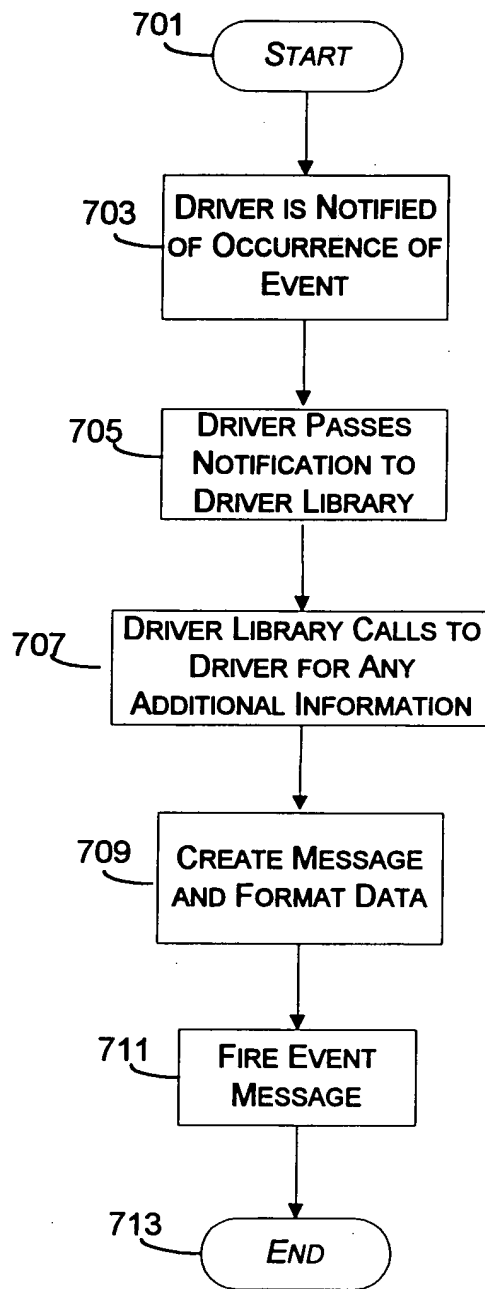 701
START
703
DRIVER IS NOTIFIED
OF OCCURRENCE OF
EVENT
705
DRIVER PASSES
NOTIFICATION TO
DRIVER LIBRARY
707
DRIVER LIBRARY CALLS TO
DRIVER FOR ANY
ADDITIONAL INFORMATION
709
CREATE MESSAGE
AND FORMAT DATA
711
FIRE EVENT
MESSAGE
713
END